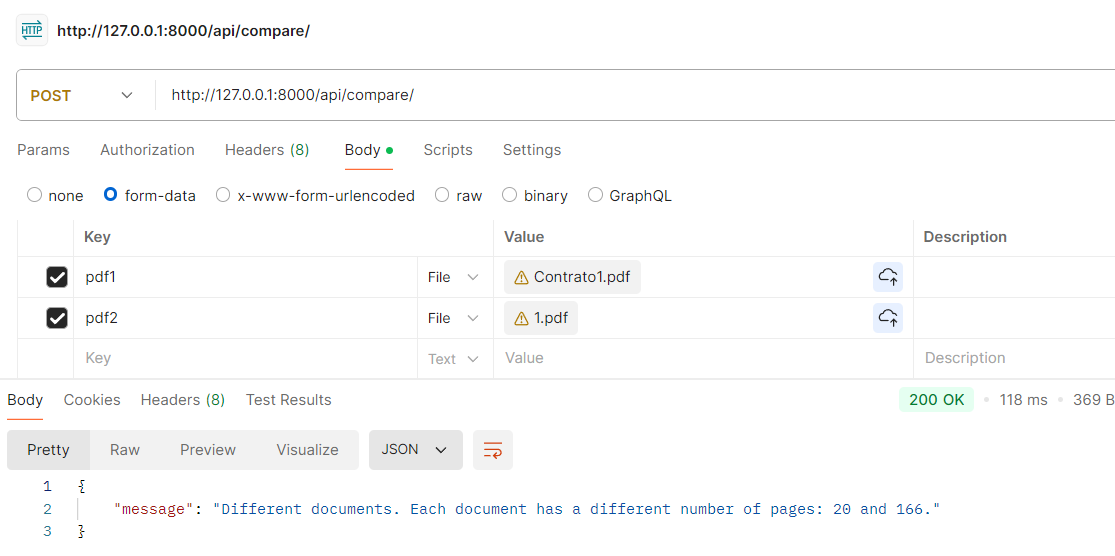 HTTP http://127.0.0.1:8000/api/compare/
POST http://127.0.0.1:8000/api/compare/
Params Authorization Headers (8) Body Scripts Settings
none form-data x-www-form-urlencoded raw binary GraphQL
Key Value Description
pdf1 File Contrato1.pdf
pdf2 File 1.pdf
Key Text Value Description
Body Cookies Headers (8) Test Results 200 OK 118 ms 369 B
Pretty Raw Preview Visualize JSON
1 {
2 "message": "Different documents. Each document has a different number of pages: 20 and 166."
3 }